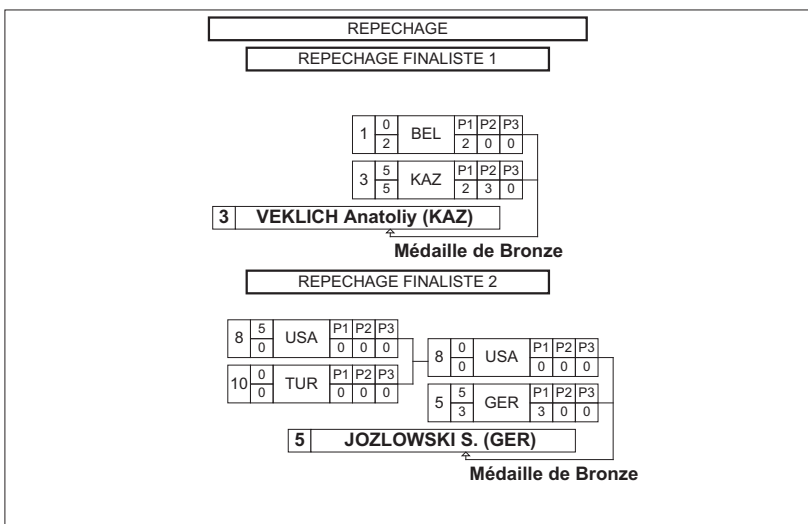 REPECHAGE
REPECHAGE FINALISTE 1
1 0 BEL P1 P2 P3
2 2 0 0
3 5 KAZ P1 P2 P3
5 2 3 0
3 VEKLICH Anatoliy (KAZ)
Médaille de Bronze
REPECHAGE FINALISTE 2
8 5 USA P1 P2 P3
0 0 0 0
8 0 USA P1 P2 P3
0 0 0 0
10 0 TUR P1 P2 P3
0 0 0 0
5 5 GER P1 P2 P3
3 3 0 0
5 JOZLOWSKI S. (GER)
Médaille de Bronze